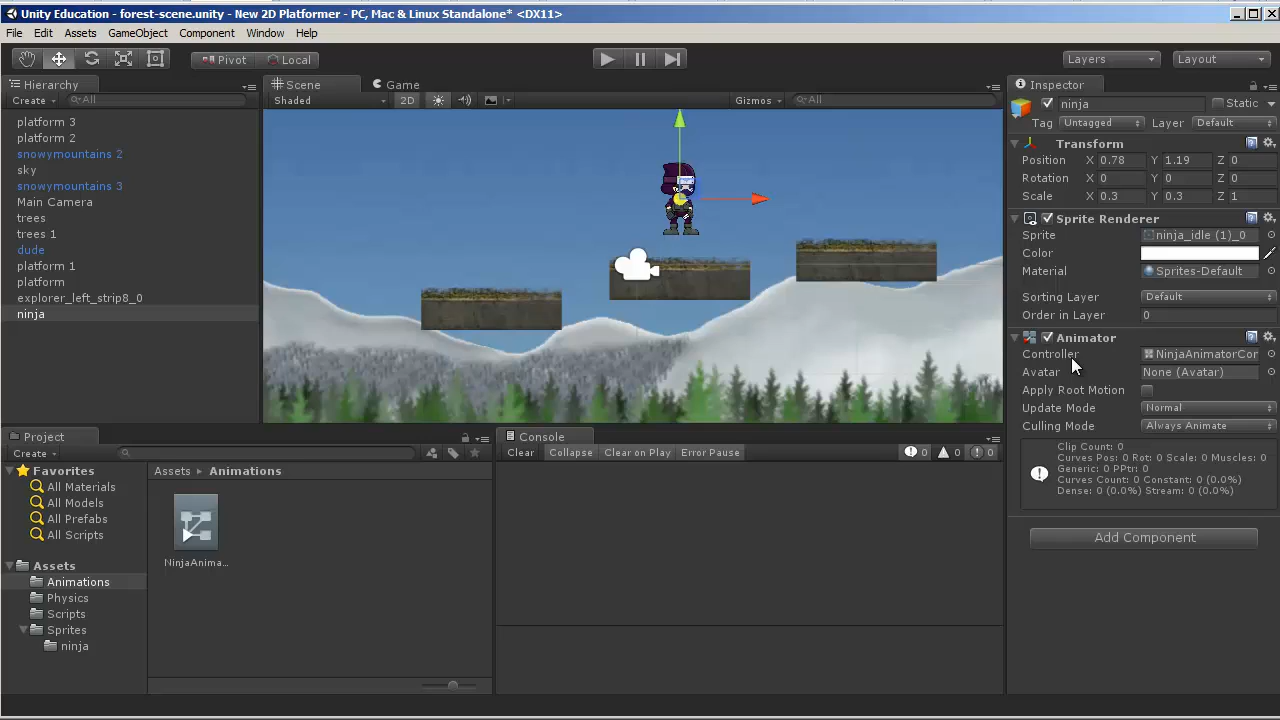 Unity Education - forest-scene.unity - New 2D Platformer - PC, Mac & Linux Standalone* <DX11>
File Edit Assets GameObject Component Window Help
Pivot Local Layers Layout
Hierarchy
Create All
platform 3
platform 2
snowymountains 2
sky
snowymountains 3
Main Camera
trees
trees 1
dude
platform 1
platform
explorer_left_strip8_0
ninja
Scene Game
Shaded 2D Gizmos All
Inspector
ninja Static
Tag Untagged Layer Default
Transform
Position X 0.78 Y 1.19 Z 0
Rotation X 0 Y 0 Z 0
Scale X 0.3 Y 0.3 Z 1
Sprite Renderer
Sprite ninja_idle (1)_0
Color
Material Sprites-Default
Sorting Layer Default
Order in Layer 0
Animator
Controller NinjaAnimatorCor
Avatar None (Avatar)
Apply Root Motion
Update Mode Normal
Culling Mode Always Animate
Clip Count: 0
Curves Pos: 0 Rot: 0 Scale: 0 Muscles: 0
Generic: 0 PPtr: 0
Curves Count: 0 Constant: 0 (0.0%)
Dense: 0 (0.0%) Stream: 0 (0.0%)
Add Component
Project
Create
Favorites
All Materials
All Models
All Prefabs
All Scripts
Assets
Animations
Physics
Scripts
Sprites
ninja
Assets Animations
NinjaAnima...
Console
Clear Collapse Clear on Play Error Pause 0 0 0